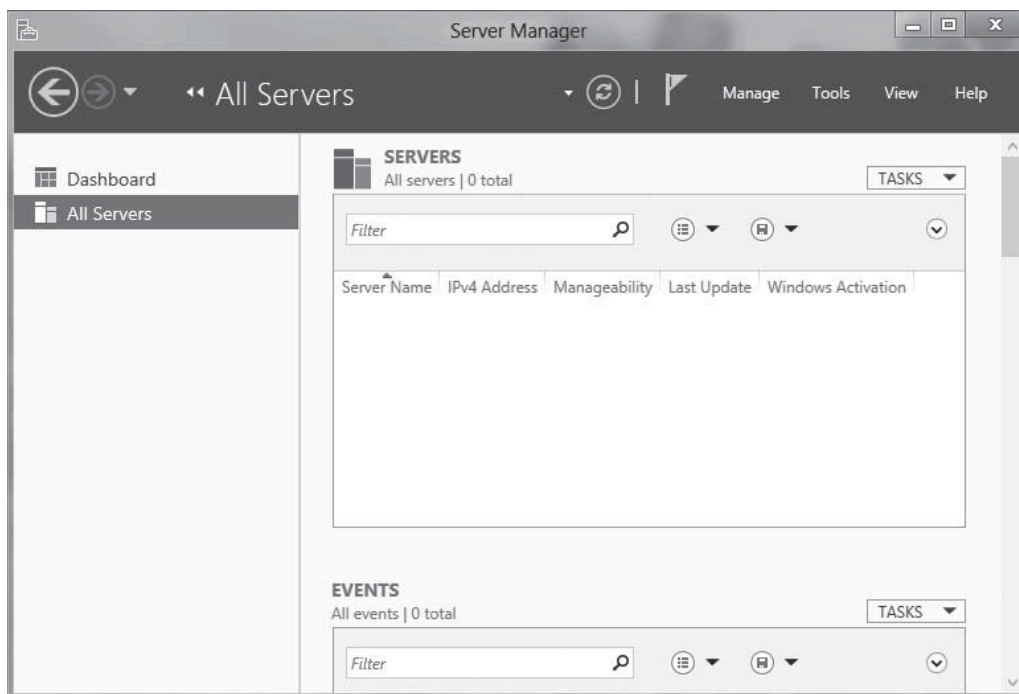 Server Manager
All Servers
Manage Tools View Help
Dashboard
All Servers
SERVERS
All servers | 0 total
TASKS
Filter
Server Name IPv4 Address Manageability Last Update Windows Activation
EVENTS
All events | 0 total
TASKS
Filter